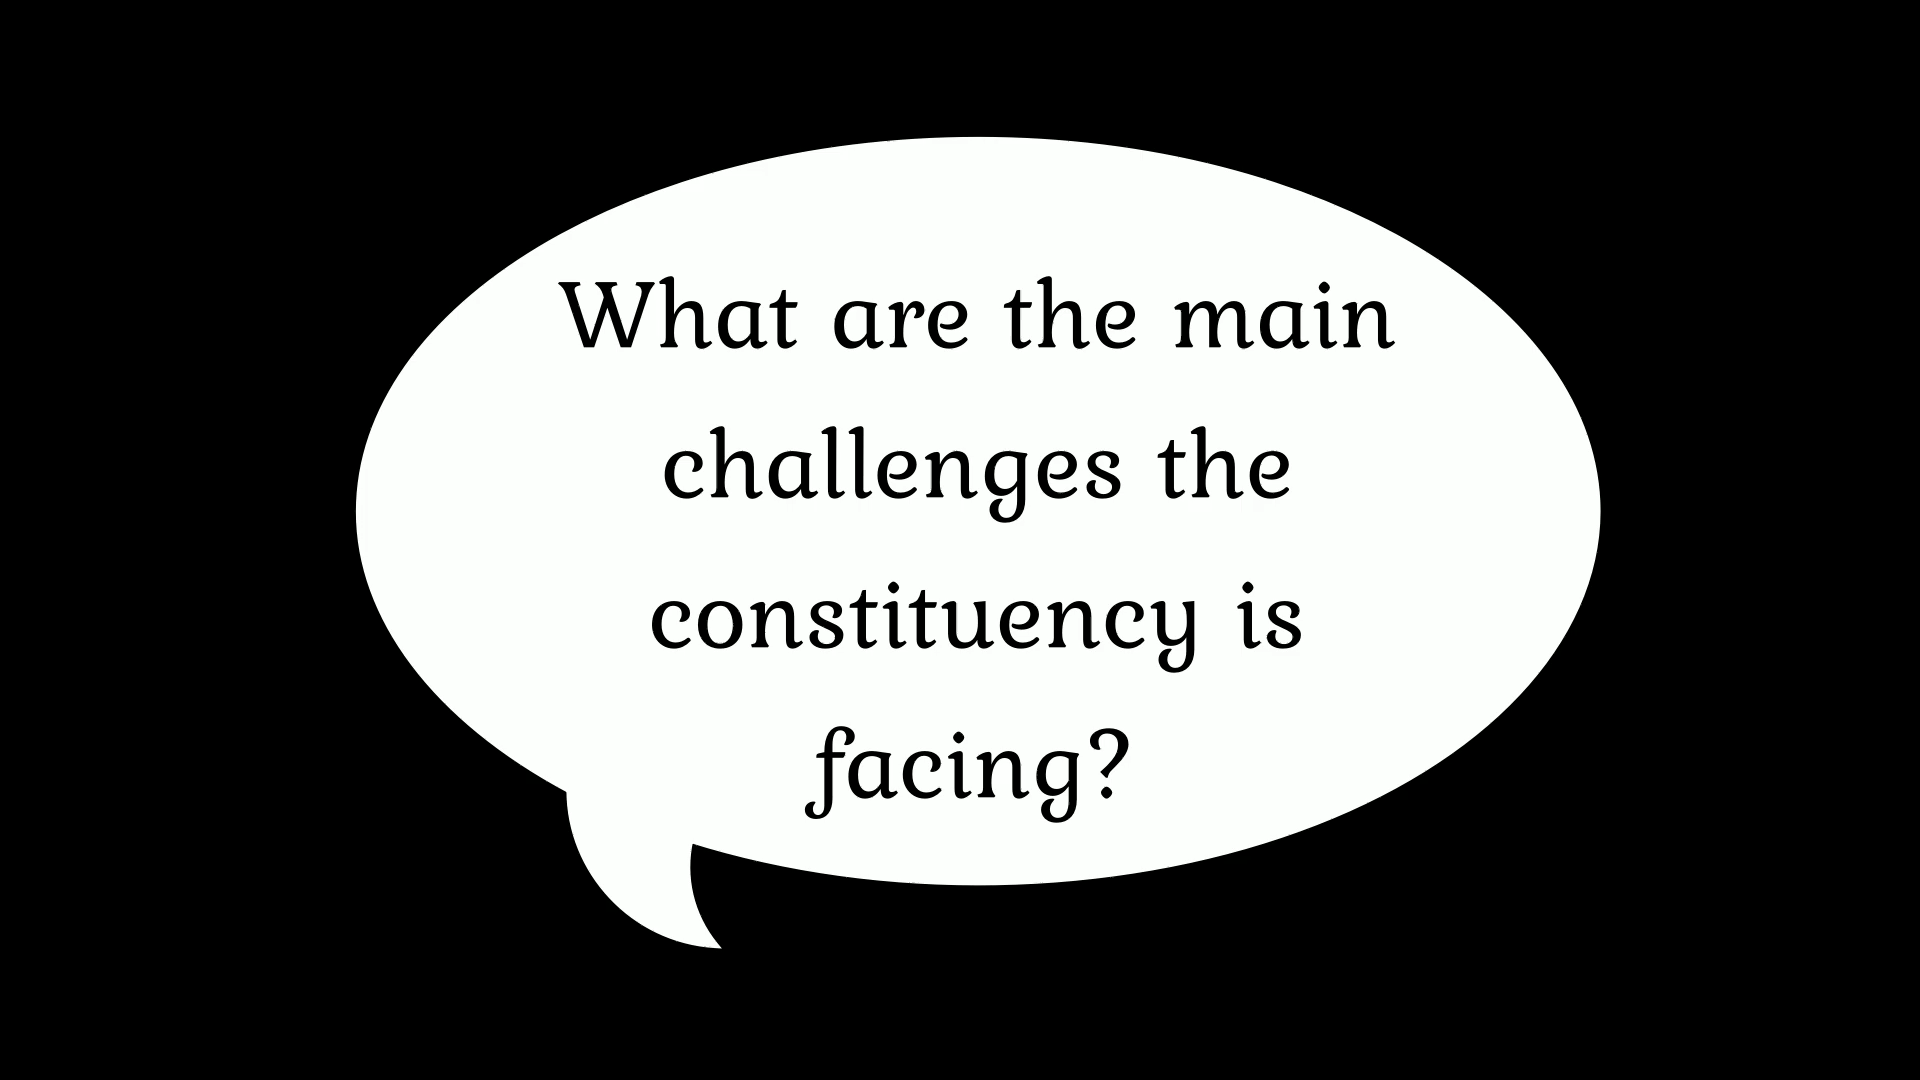 What are the main
challenges the
constituency is
facing?